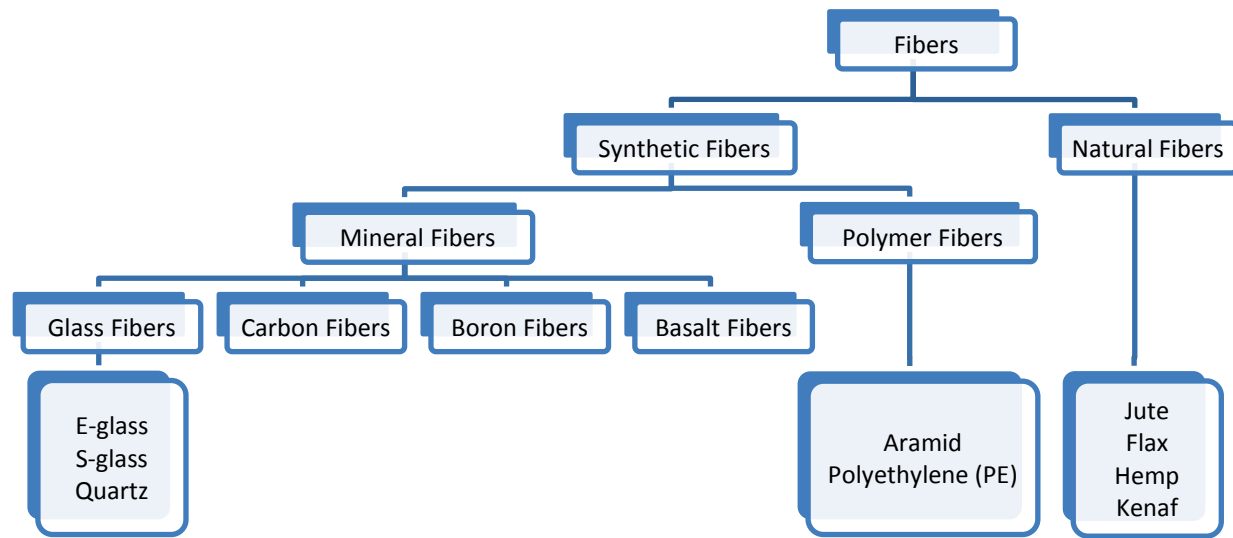 Fibers
Synthetic Fibers
Natural Fibers
Mineral Fibers
Polymer Fibers
Glass Fibers
Carbon Fibers
Boron Fibers
Basalt Fibers
E-glass
S-glass
Quartz
Aramid
Polyethylene (PE)
Jute
Flax
Hemp
Kenaf